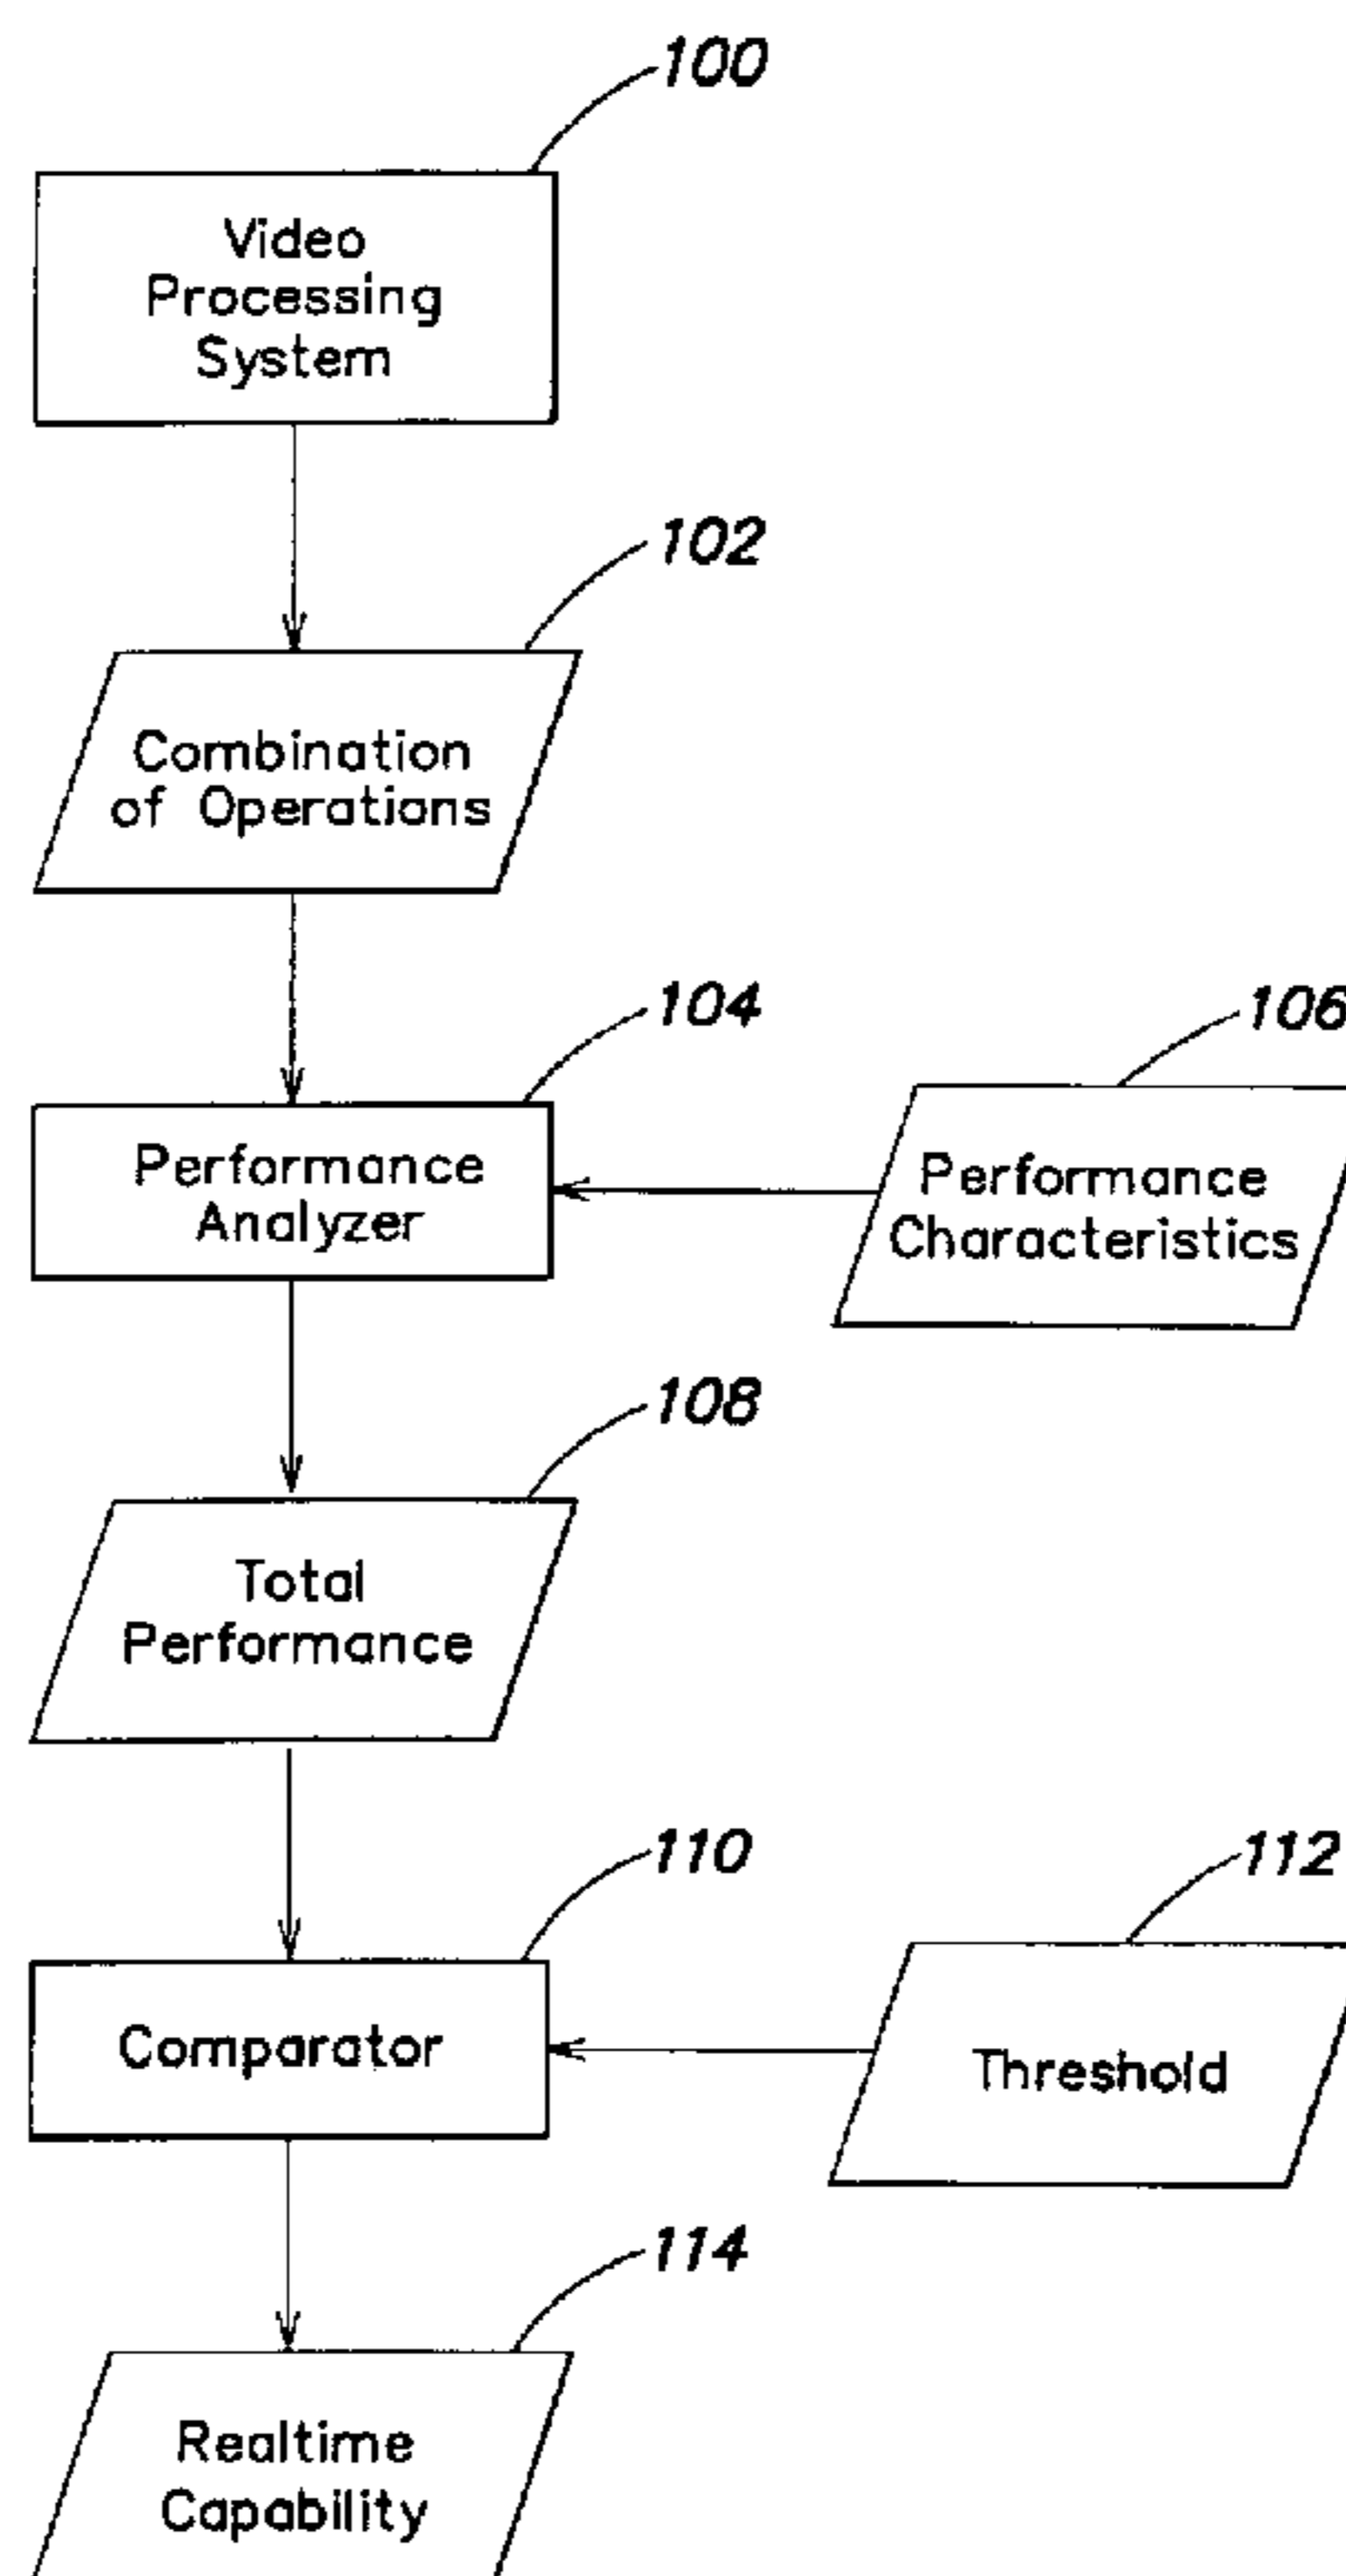 100
Video
Processing
System
102
Combination
of Operations
104
106
Performance
Analyzer
Performance
Characteristics
108
Total
Performance
110
112
Comparator
Threshold
114
Realtime
Capability